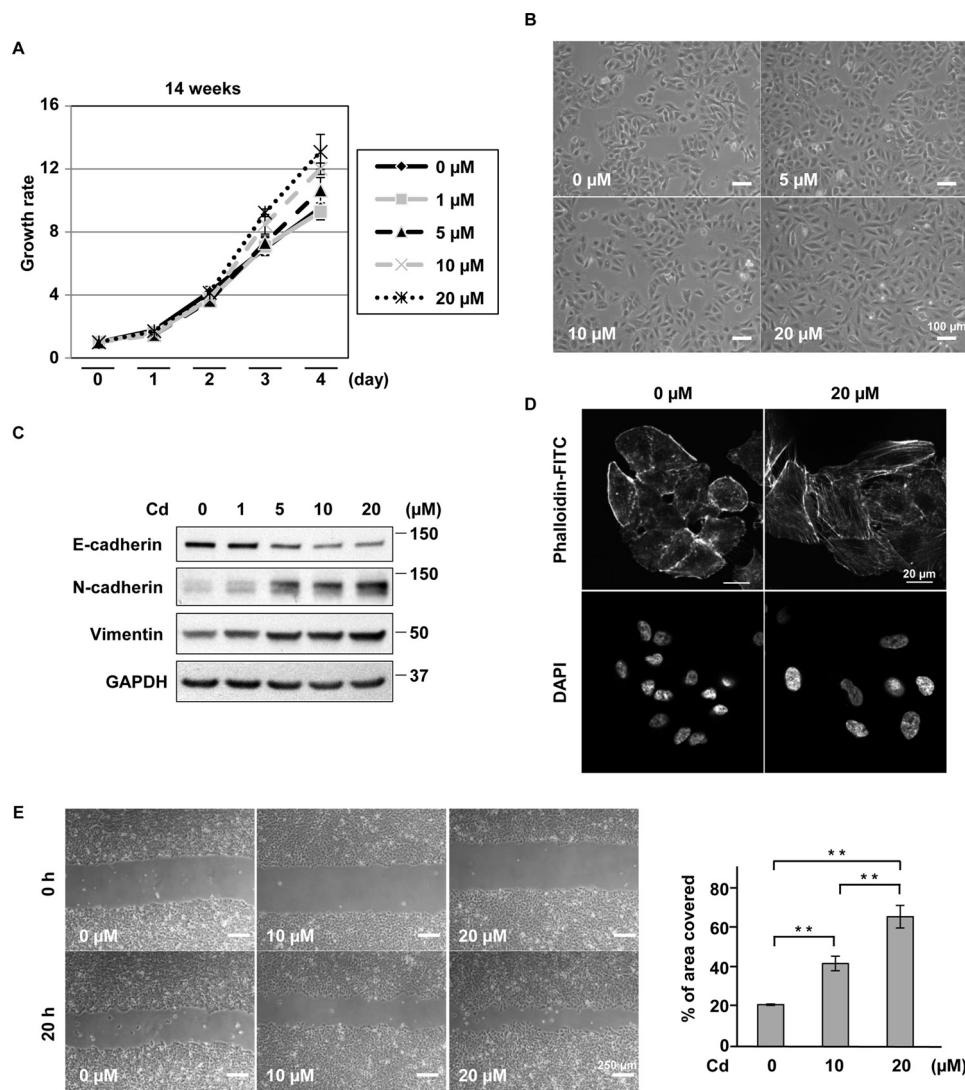 A
14 weeks
Growth rate
16
12
8
4
0
0 1 2 3 4 (day)
0 µM
1 µM
5 µM
10 µM
20 µM
B
0 µM
5 µM
10 µM
20 µM
100 µm
C
Cd 0 1 5 10 20 (µM)
E-cadherin
150
N-cadherin
150
Vimentin
50
GAPDH
37
D
0 µM 20 µM
Phalloidin-FITC
20 µm
DAPI
E
0 h
0 µM
10 µM
20 µM
20 h
0 µM
10 µM
20 µM
250 µm
% of area covered
80
60
40
20
0
* *
* *
* *
Cd 0 10 20 (µM)